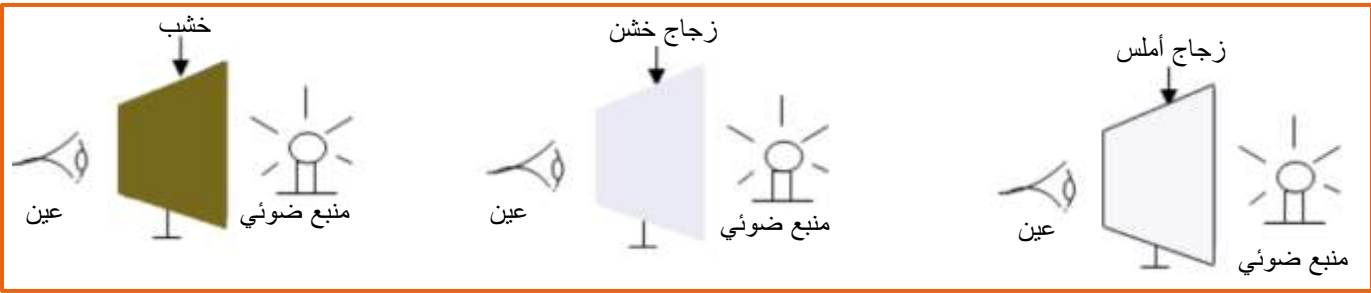 زجاج أملس
عين
منبع ضوئي
زجاج خشن
عين
منبع ضوئي
خشب
عين
منبع ضوئي